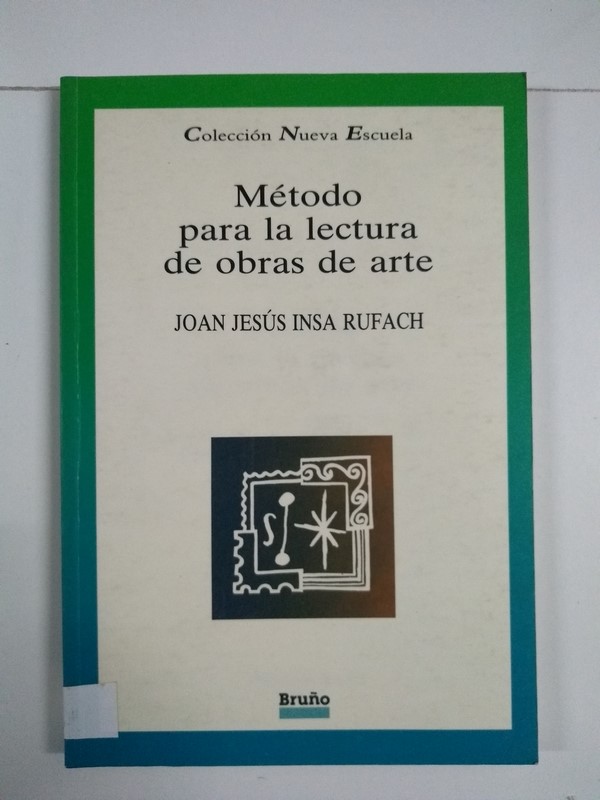 Colección Nueva Escuela
Método
para la lectura
de obras de arte
JOAN JESÚS INSA RUFACH
Bruño